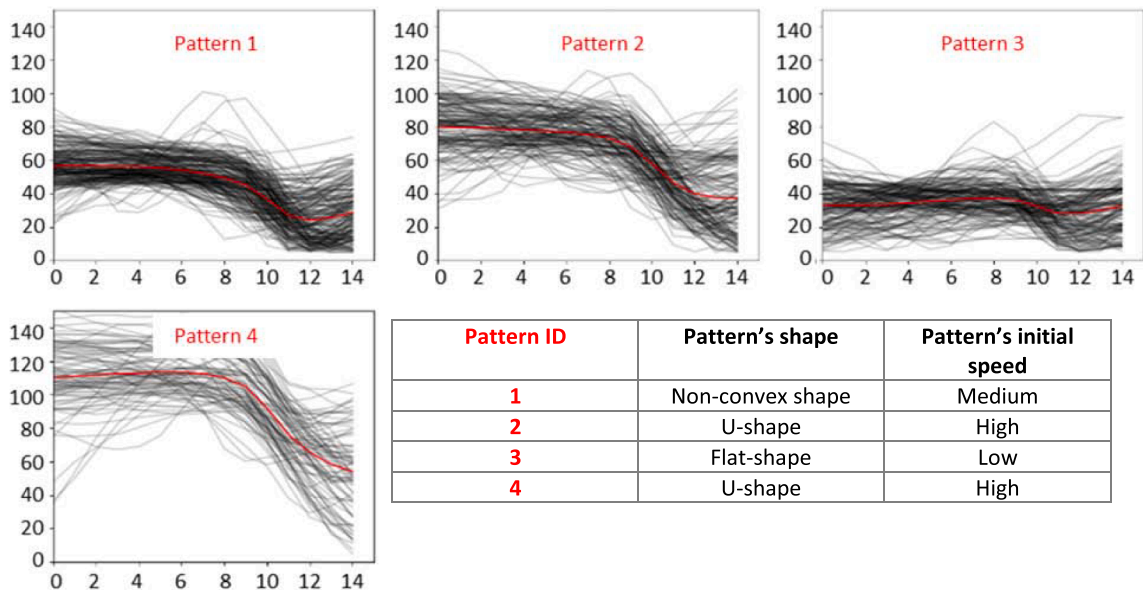 140
120
100
80
60
40
20
0
Pattern 1
0 2 4 6 8 10 12 14
140
120
100
80
60
40
20
0
Pattern 2
0 2 4 6 8 10 12 14
140
120
100
80
60
40
20
0
Pattern 3
0 2 4 6 8 10 12 14
140
120
100
80
60
40
20
0
Pattern 4
0 2 4 6 8 10 12 14
Pattern ID Pattern's shape Pattern's initial
speed
1 Non-convex shape Medium
2 U-shape High
3 Flat-shape Low
4 U-shape High